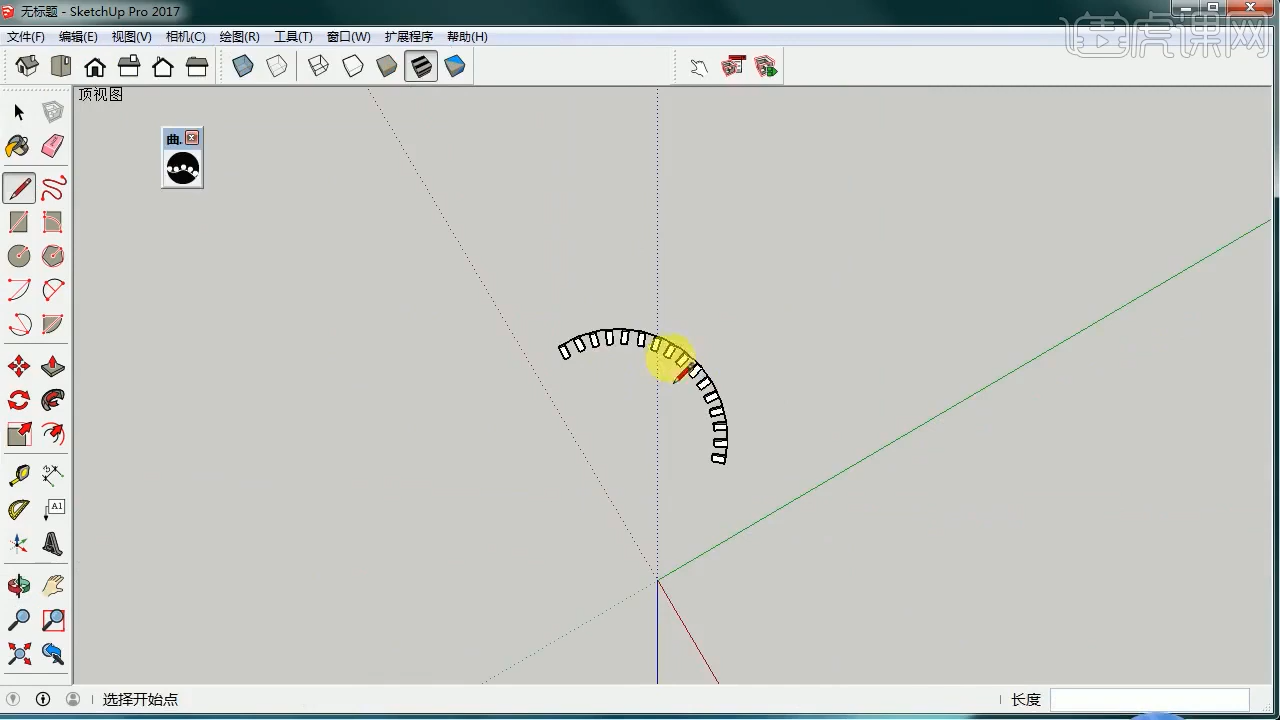 无标题 - SketchUp Pro 2017
虎课网
文件(F) 编辑(E) 视图(V) 相机(C) 绘图(R) 工具(T) 窗口(W) 扩展程序 帮助(H)
顶视图
曲.
A1
选择开始点
长度